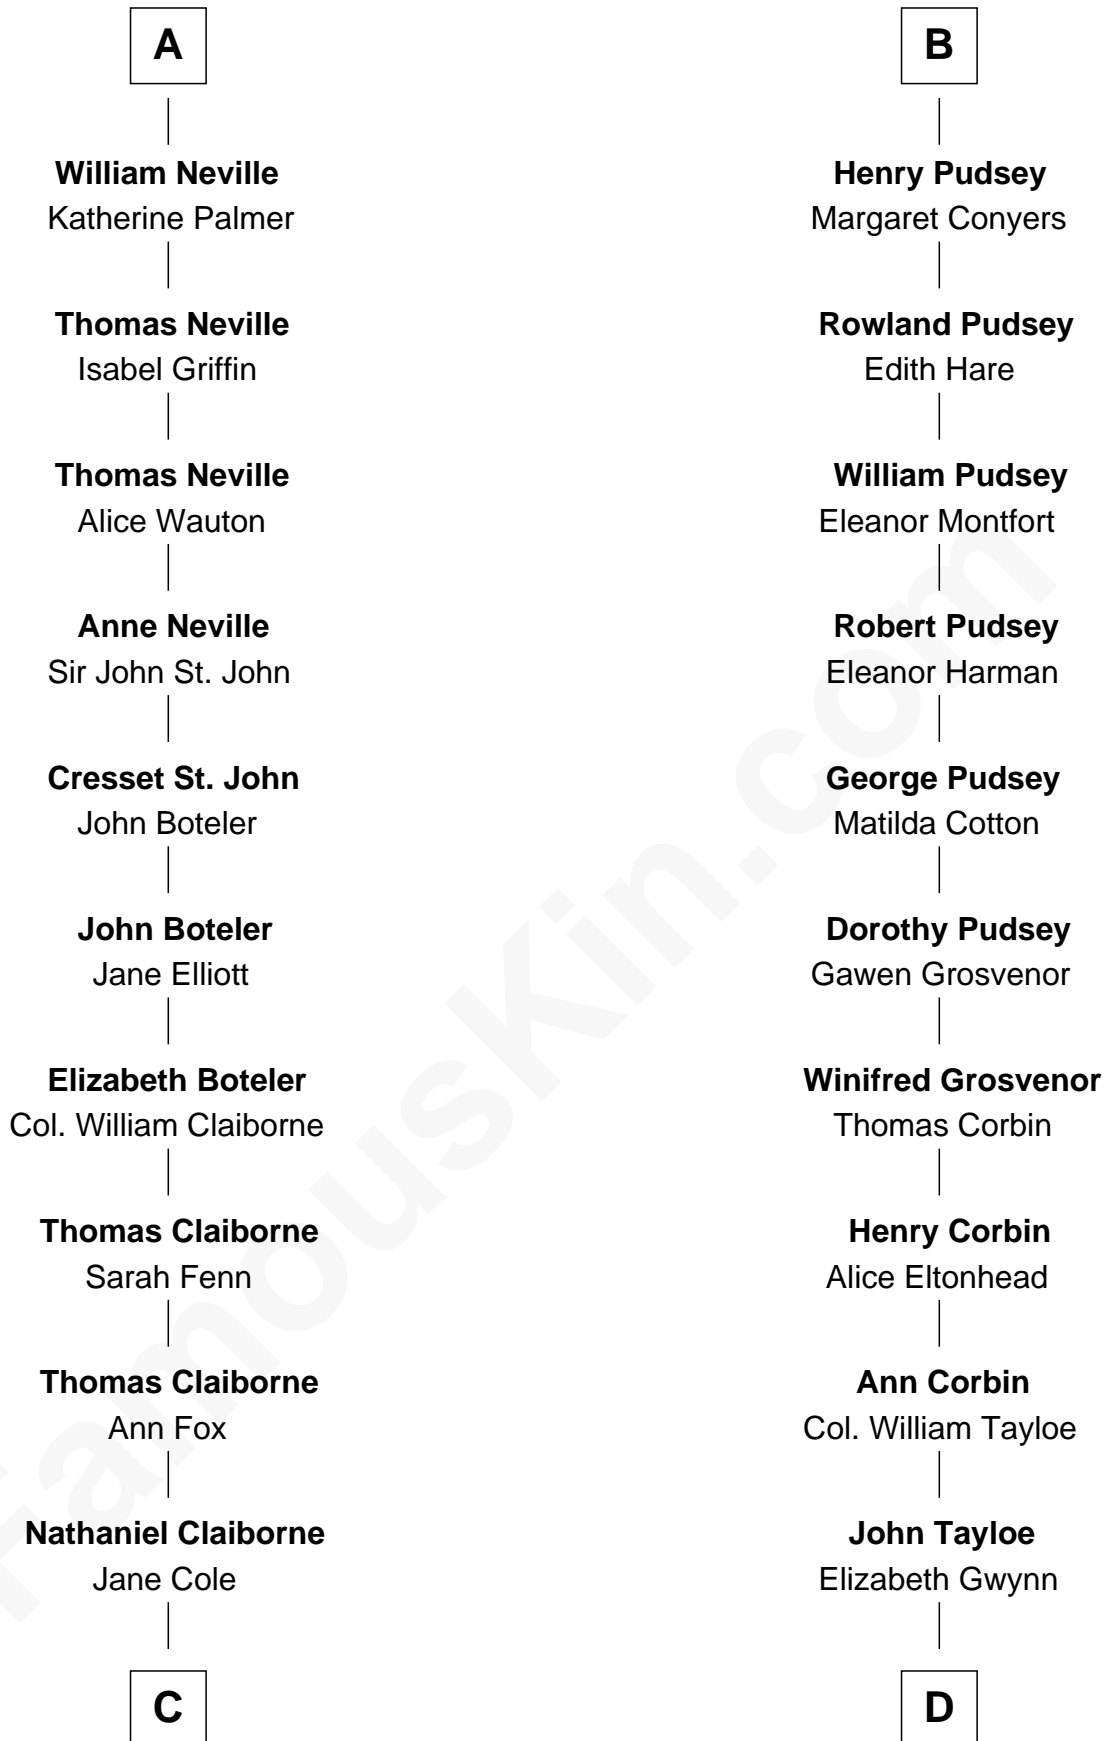 A
William Neville
Katherine Palmer
Thomas Neville
Isabel Griffin
Thomas Neville
Alice Wauton
Anne Neville
Sir John St. John
Cresset St. John
John Boteler
John Boteler
Jane Elliott
Elizabeth Boteler
Col. William Claiborne
Thomas Claiborne
Sarah Fenn
Thomas Claiborne
Ann Fox
Nathaniel Claiborne
Jane Cole
C
B
Henry Pudsey
Margaret Conyers
Rowland Pudsey
Edith Hare
William Pudsey
Eleanor Montfort
Robert Pudsey
Eleanor Harman
George Pudsey
Matilda Cotton
Dorothy Pudsey
Gawen Grosvenor
Winifred Grosvenor
Thomas Corbin
Henry Corbin
Alice Eltonhead
Ann Corbin
Col. William Tayloe
John Tayloe
Elizabeth Gwynn
D
FamousKin.com